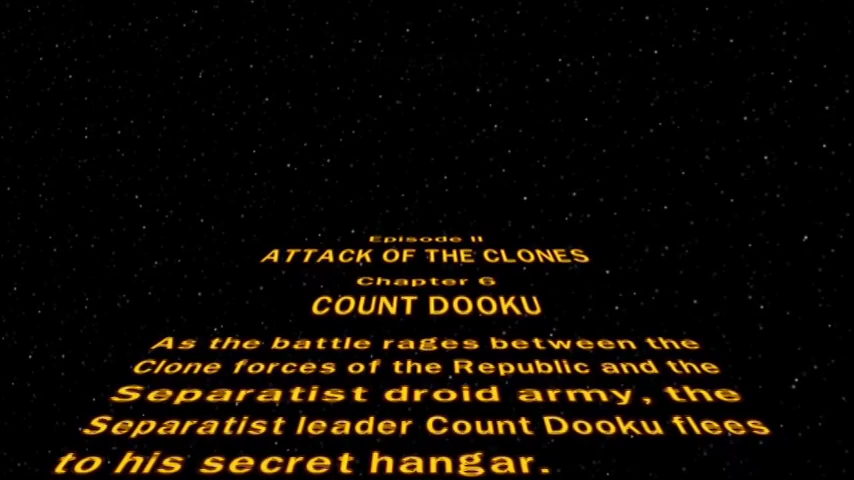 Episode II
ATTACK OF THE CLONES
Chapter 6
COUNT DOOKU
As the battle rages between the
Clone forces of the Republic and the
Separatist droid army, the
Separatist leader Count Dooku flees
to his secret hangar.